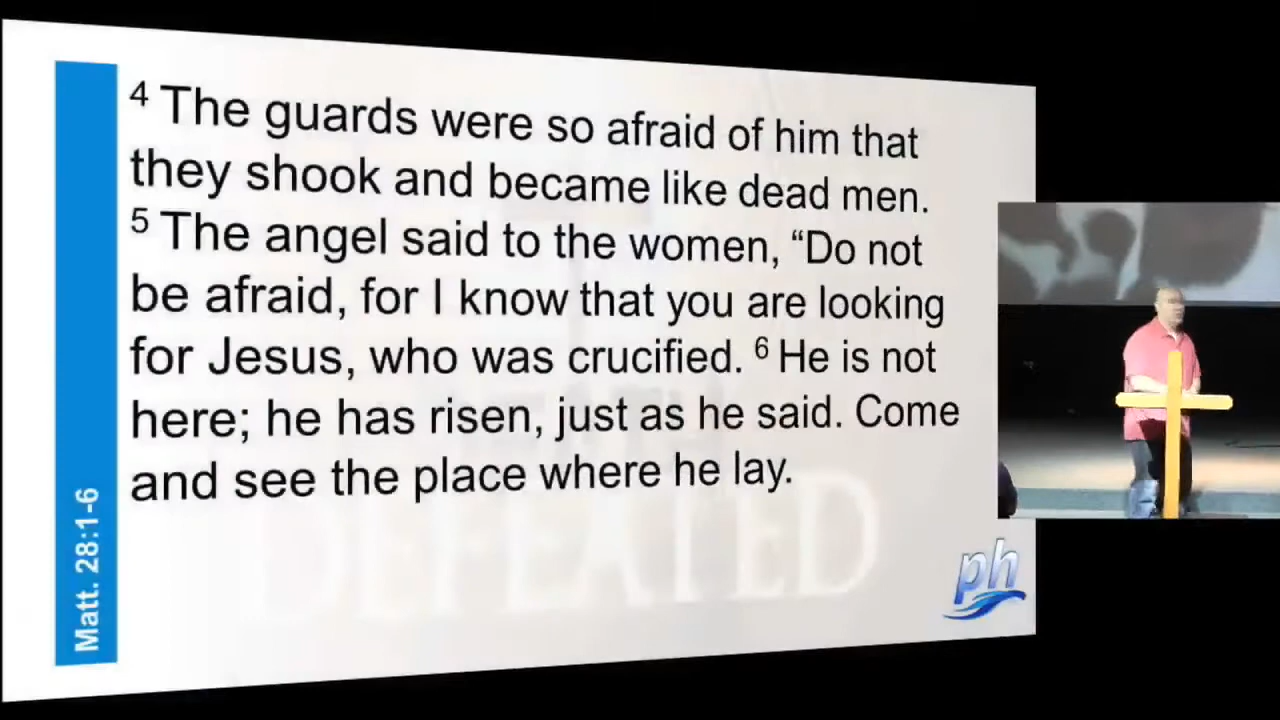 4 The guards were so afraid of him that
they shook and became like dead men.
5 The angel said to the women, “Do not
be afraid, for I know that you are looking
for Jesus, who was crucified. 6 He is not
here; he has risen, just as he said. Come
and see the place where he lay.
Matt. 28:1-6
DEATH
DEFEATED
ph